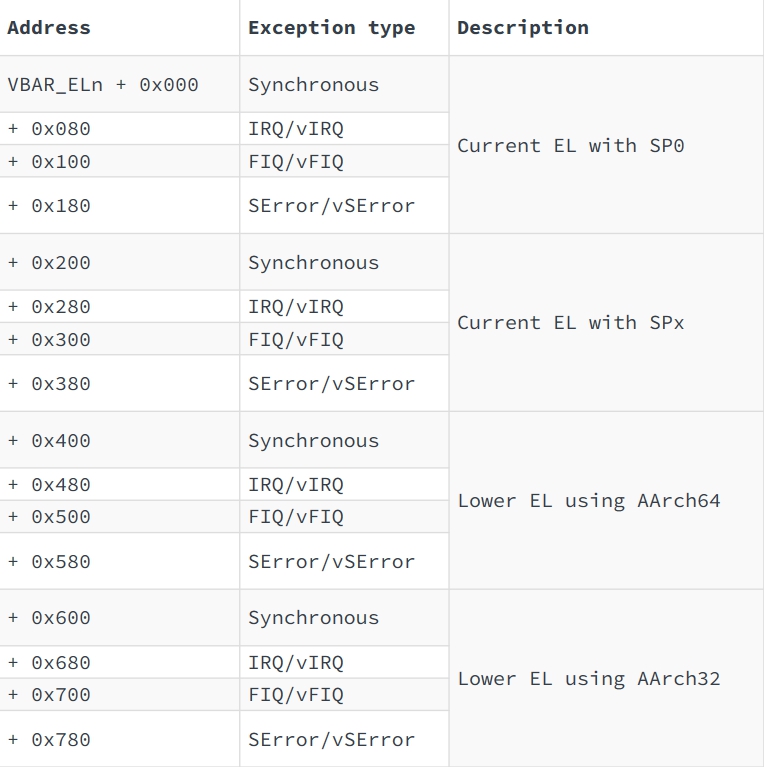 Address Exception type Description
VBAR_ELn + 0x000 Synchronous
+ 0x080 IRQ/vIRQ
Current EL with SP0
+ 0x100 FIQ/vFIQ
+ 0x180 SError/vSError
+ 0x200 Synchronous
+ 0x280 IRQ/vIRQ
Current EL with SPx
+ 0x300 FIQ/vFIQ
+ 0x380 SError/vSError
+ 0x400 Synchronous
+ 0x480 IRQ/vIRQ
Lower EL using AArch64
+ 0x500 FIQ/vFIQ
+ 0x580 SError/vSError
+ 0x600 Synchronous
+ 0x680 IRQ/vIRQ
Lower EL using AArch32
+ 0x700 FIQ/vFIQ
+ 0x780 SError/vSError